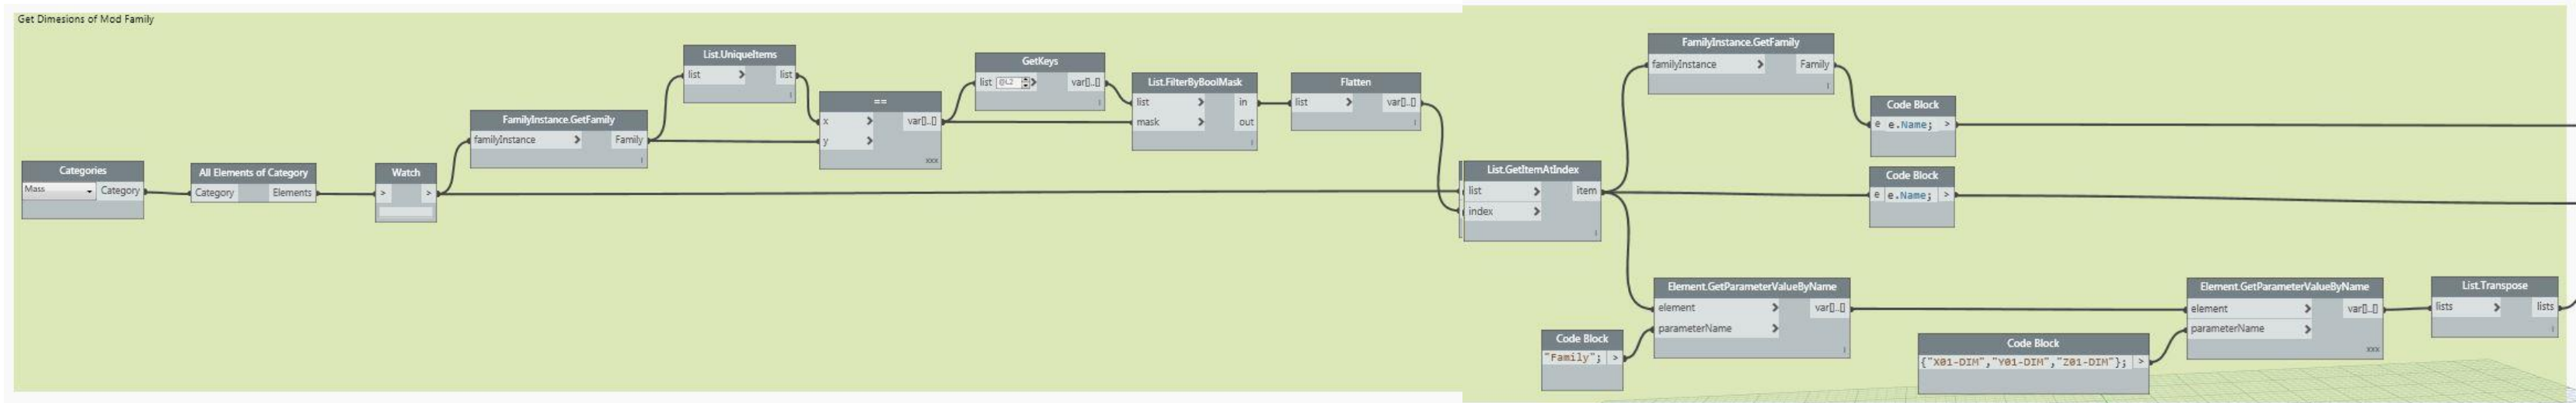 Get Dimesions of Mod Family
Categories
Mass Category
All Elements of Category
Category Elements
Watch
> >
FamilyInstance.GetFamily
familyInstance > Family
List.UniqueItems
list > list
==
x > var[]..[]
y >
xxx
GetKeys
list @L2 > var[]..[]
List.FilterByBoolMask
list > in
mask > out
Flatten
list > var[]..[]
List.GetItemAtIndex
list > item
index >
FamilyInstance.GetFamily
familyInstance > Family
Code Block
e e.Name; >
Code Block
e e.Name; >
Element.GetParameterValueByName
element > var[]..[]
parameterName >
Code Block
"Family"; >
Element.GetParameterValueByName
element > var[]..[]
parameterName >
xxx
Code Block
{"X01-DIM","Y01-DIM","Z01-DIM"}; >
List.Transpose
lists > lists